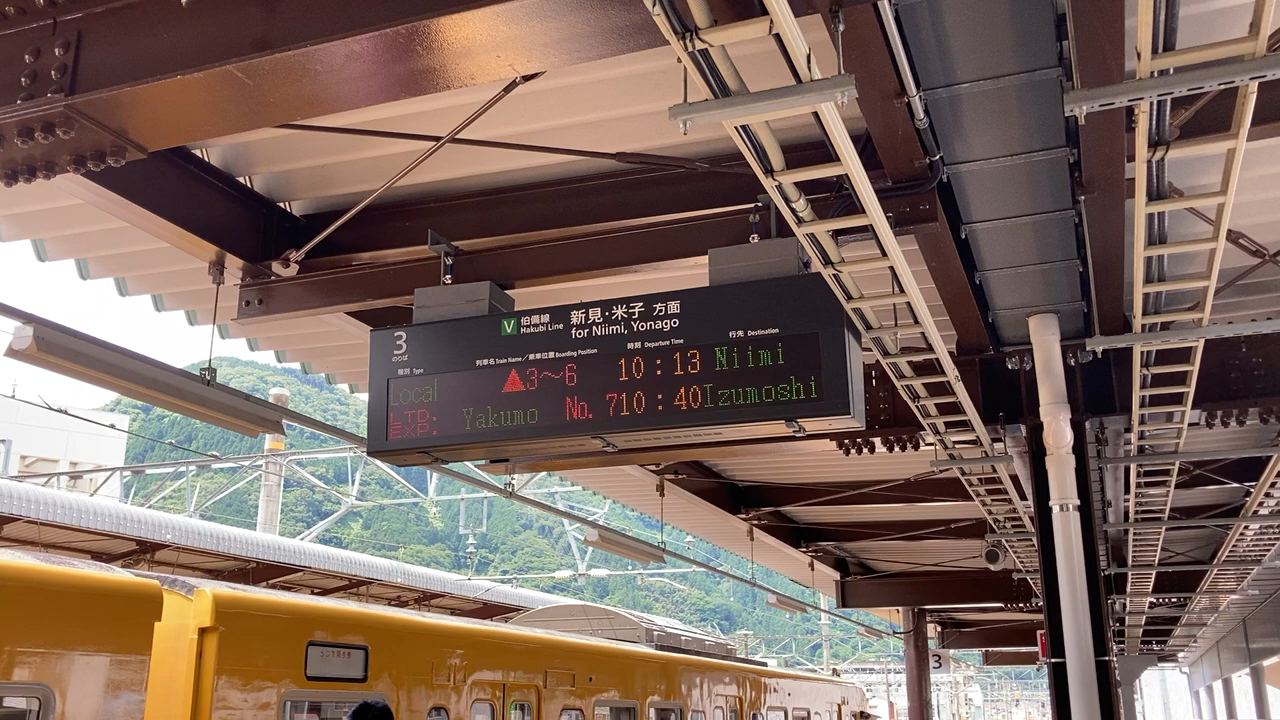 3
のりば
V 伯備線 Hakubi Line
新見・米子 方面
for Niimi, Yonago
種別 Type 列車名 Train Name／乗車位置 Boarding Position 時刻 Departure Time 行先 Destination
Local ▲3～6 10：13 Niimi
LTD. EXP. Yakumo No. 7 10：40 Izumoshi
3